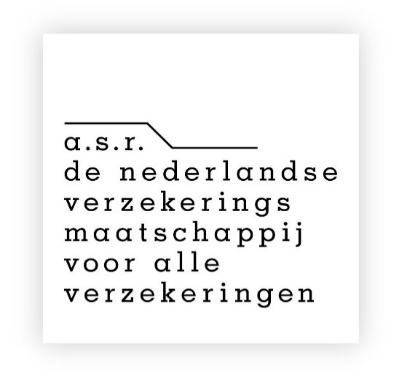 a.s.r.
de nederlandse
verzekerings
maatschappij
voor alle
verzekeringen